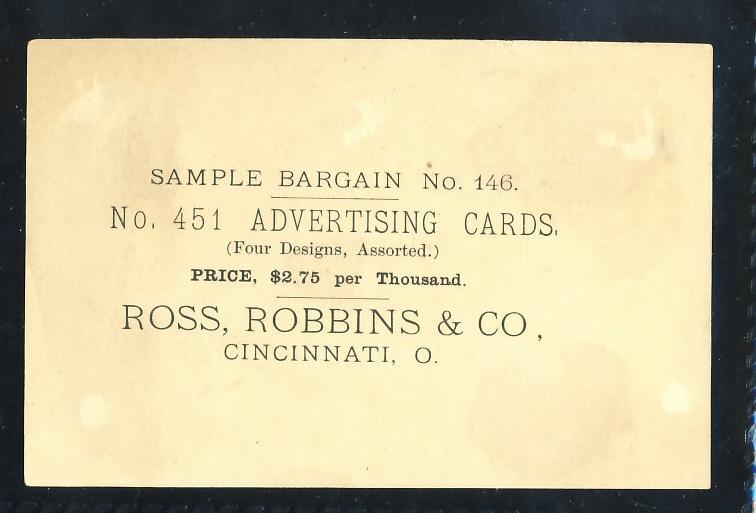 SAMPLE BARGAIN No. 146.
No. 451 ADVERTISING CARDS.
(Four Designs, Assorted.)
PRICE, $2.75 per Thousand.
ROSS, ROBBINS & CO,
CINCINNATI, O.